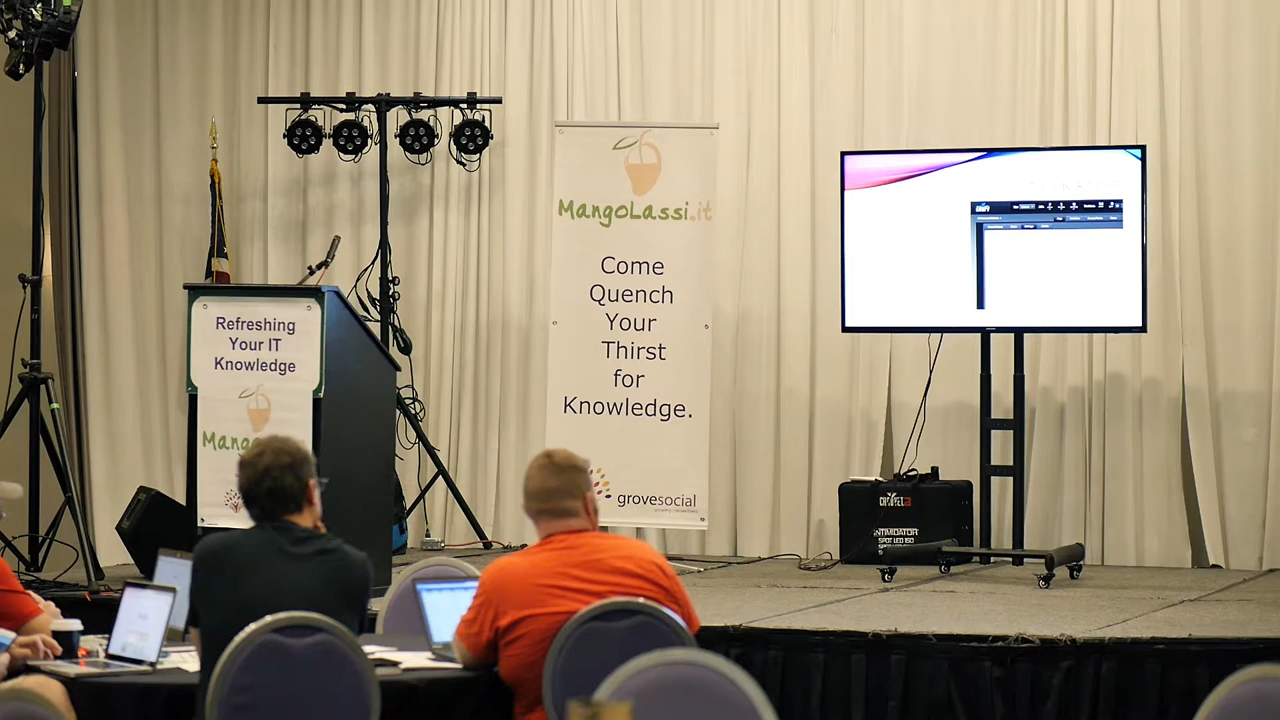 Refreshing
Your IT
Knowledge
Mango
MangoLassi.it
Come
Quench
Your
Thirst
for
Knowledge.
grovesocial
UniFi
CHAUVET
INTIMIDATOR
SPOT LED 150